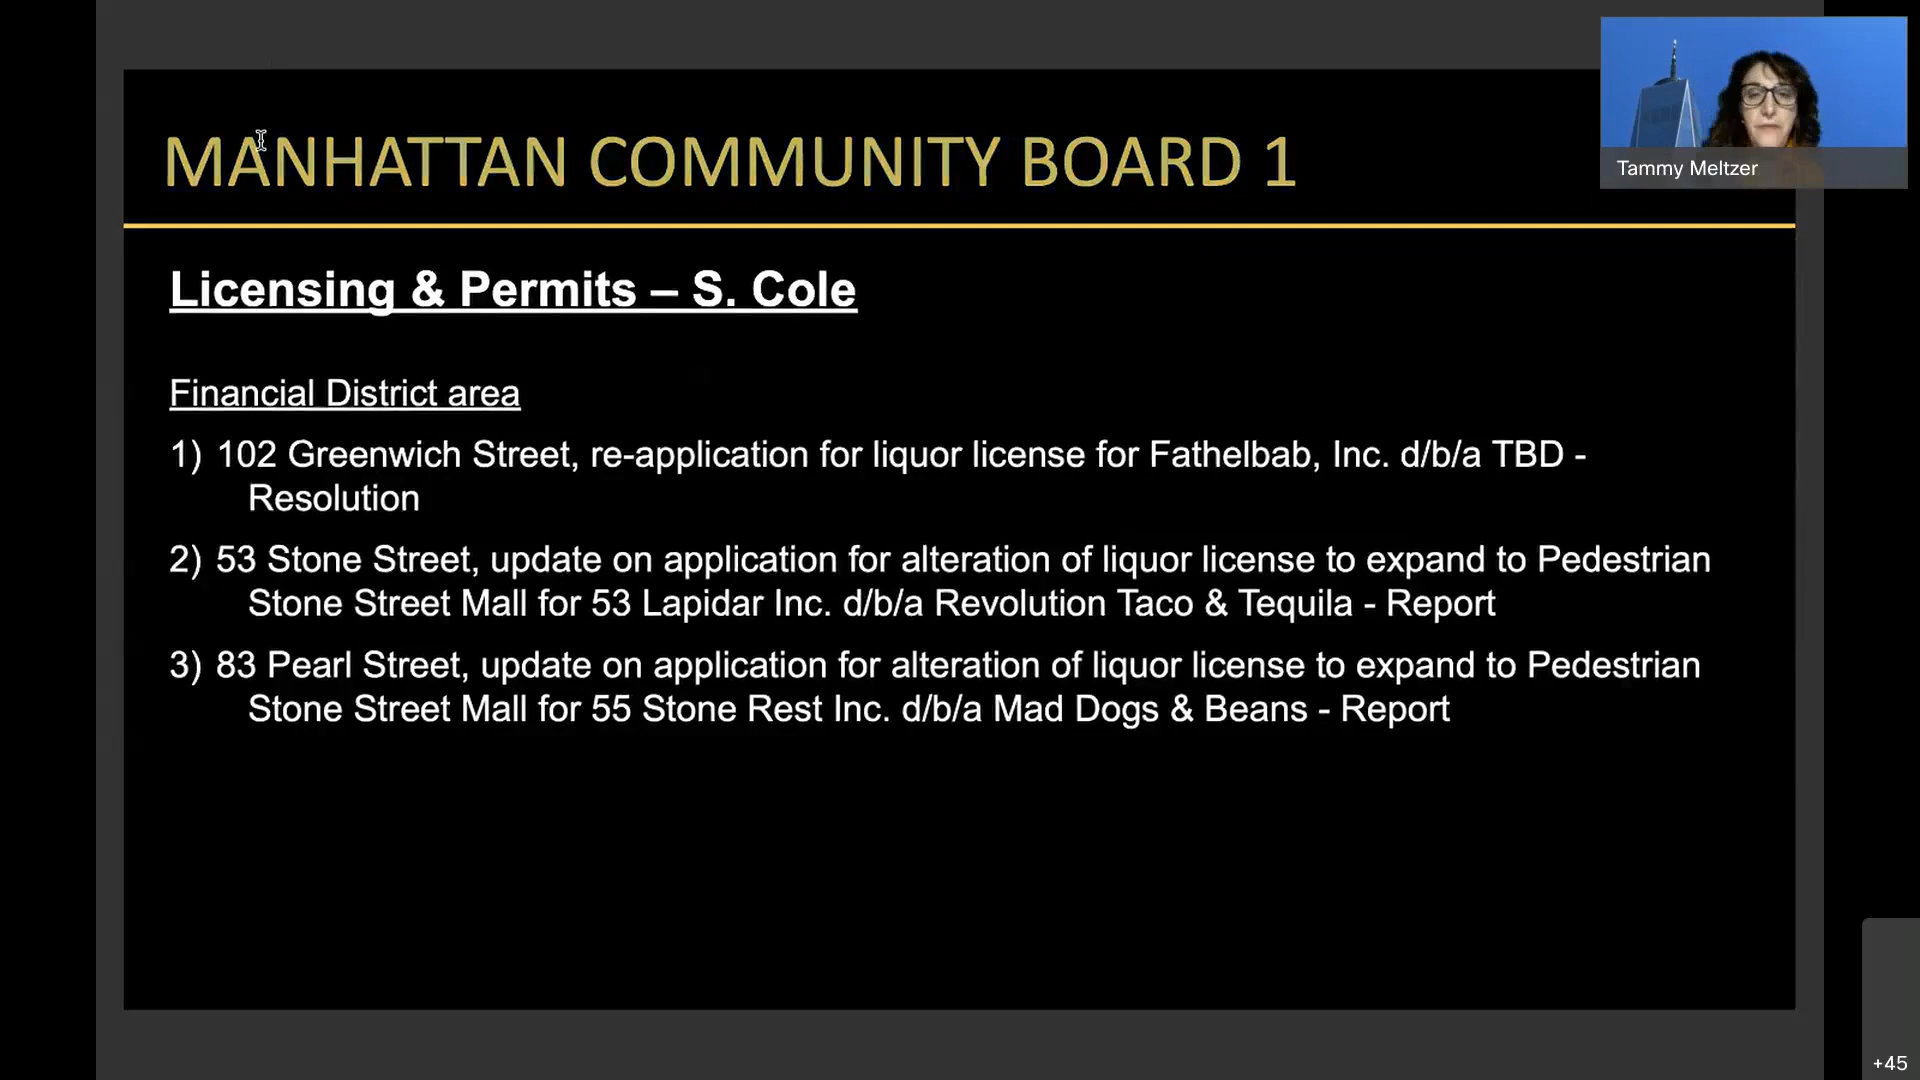 MANHATTAN COMMUNITY BOARD 1
Tammy Meltzer
Licensing & Permits – S. Cole
Financial District area
1) 102 Greenwich Street, re-application for liquor license for Fathelbab, Inc. d/b/a TBD -
Resolution
2) 53 Stone Street, update on application for alteration of liquor license to expand to Pedestrian
Stone Street Mall for 53 Lapidar Inc. d/b/a Revolution Taco & Tequila - Report
3) 83 Pearl Street, update on application for alteration of liquor license to expand to Pedestrian
Stone Street Mall for 55 Stone Rest Inc. d/b/a Mad Dogs & Beans - Report
+45